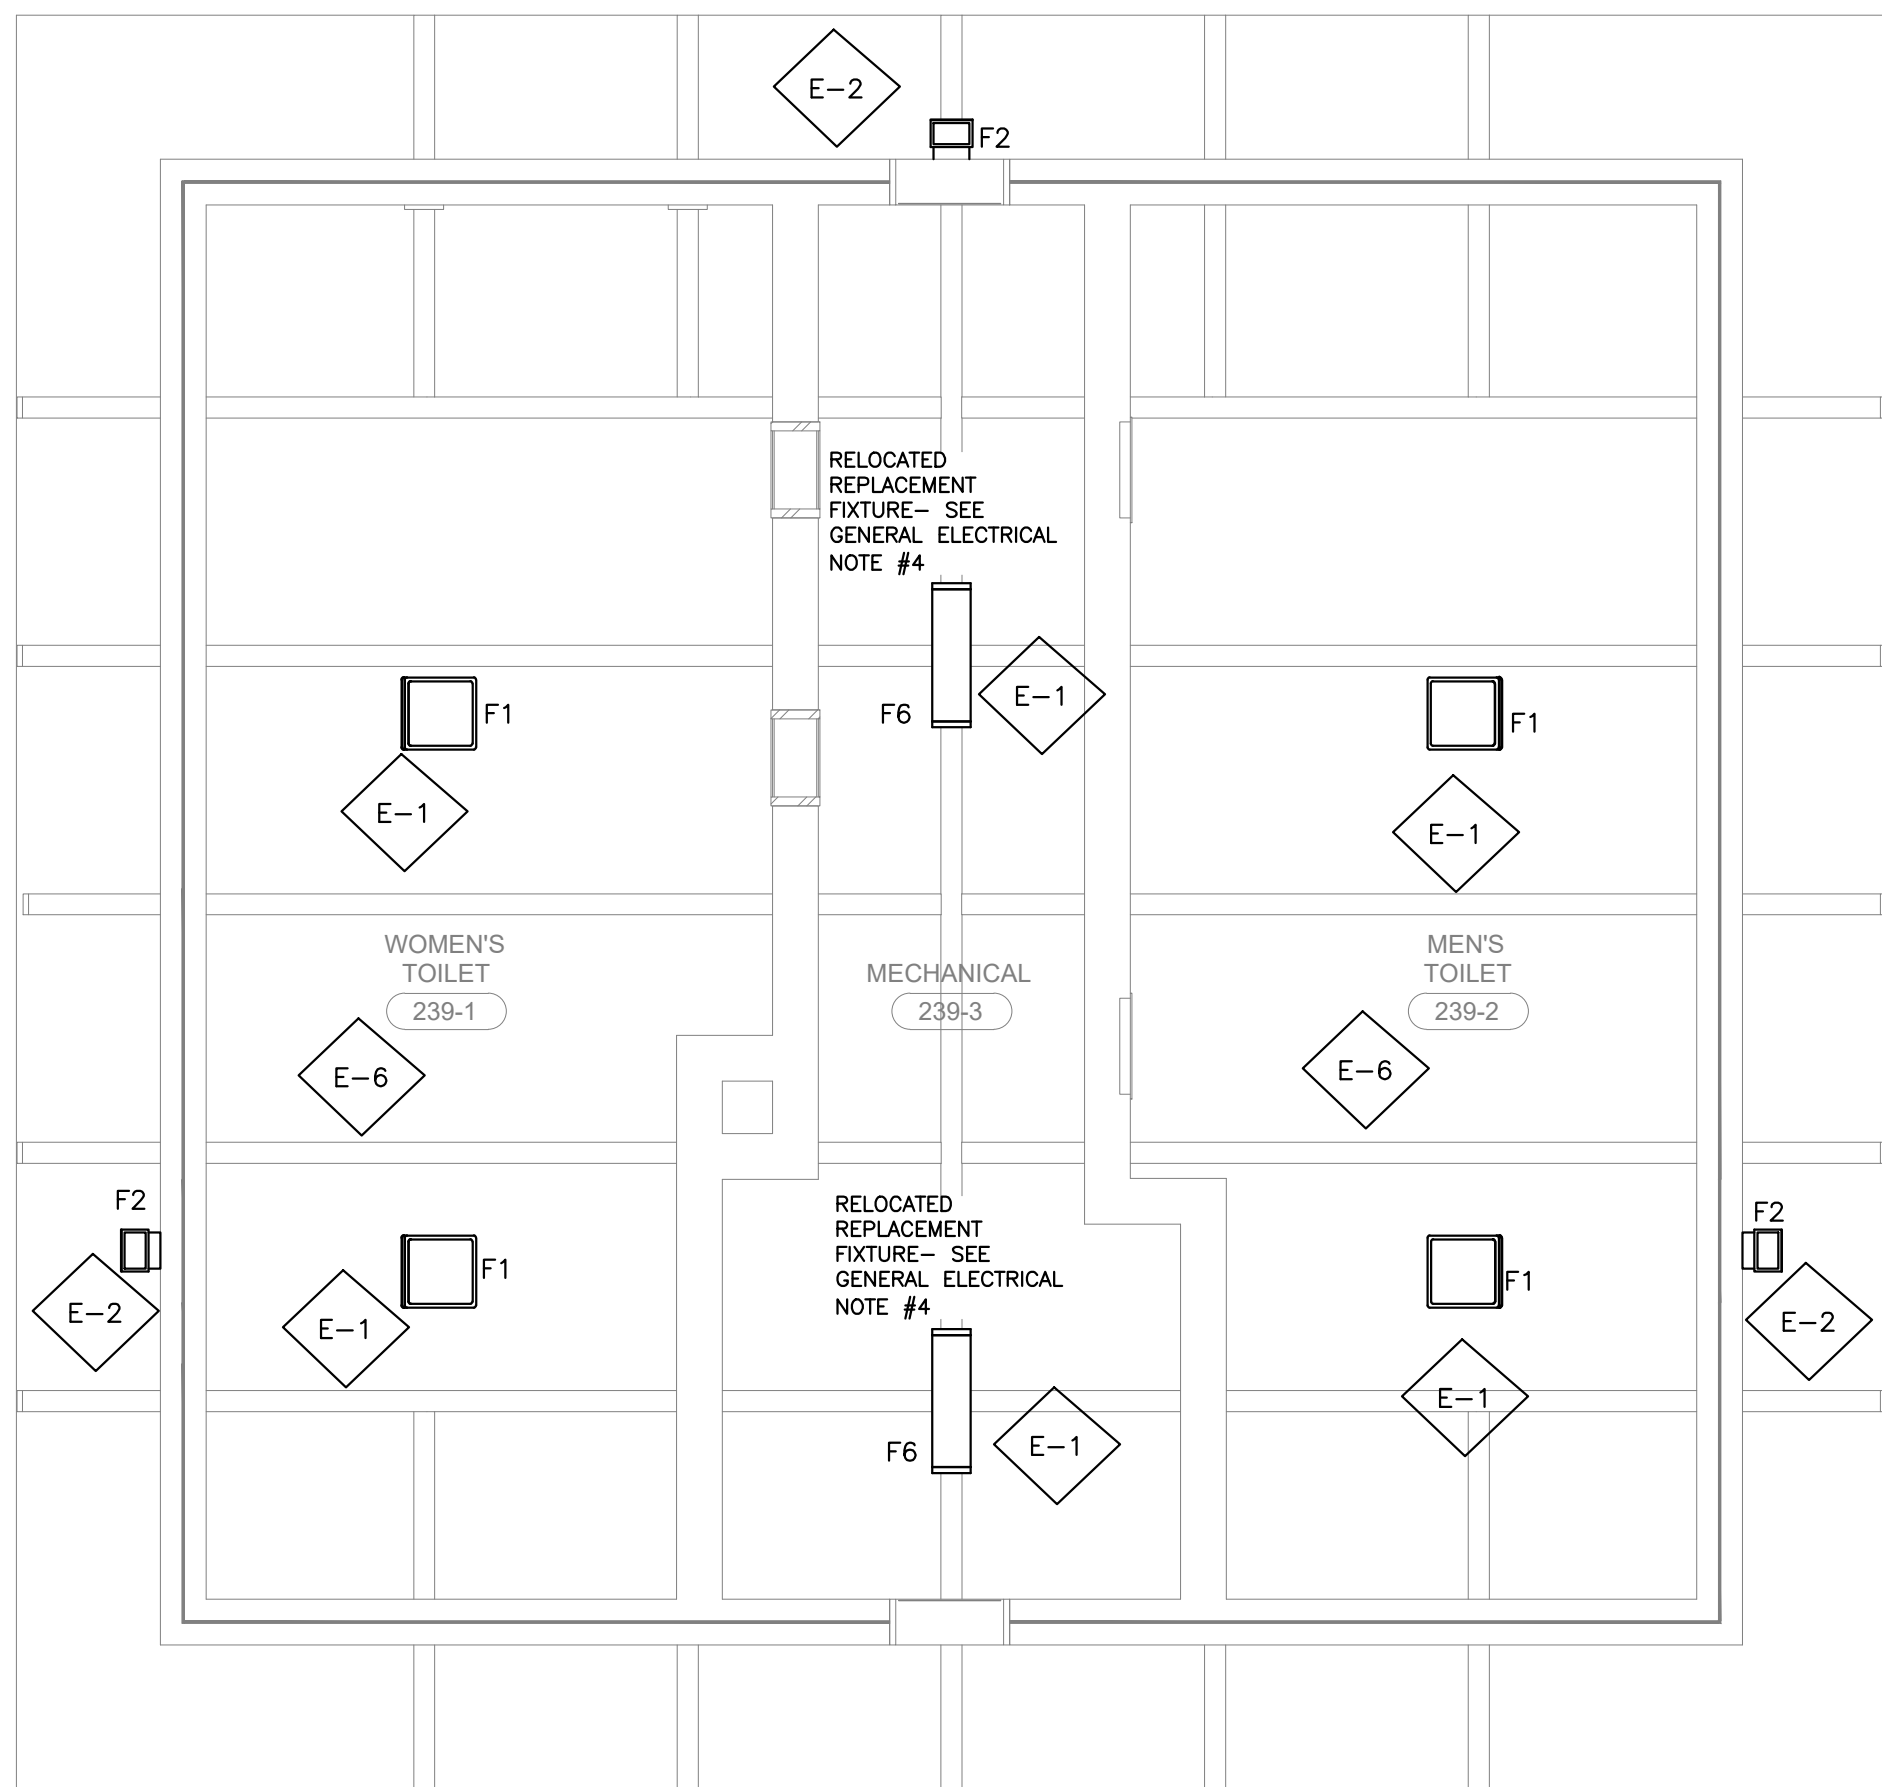 E-2
F2
RELOCATED
REPLACEMENT
FIXTURE- SEE
GENERAL ELECTRICAL
NOTE #4
F1
F6
E-1
F1
E-1
E-1
WOMEN'S
TOILET
239-1
MECHANICAL
239-3
MEN'S
TOILET
239-2
E-6
E-6
F2
E-2
F1
E-1
RELOCATED
REPLACEMENT
FIXTURE- SEE
GENERAL ELECTRICAL
NOTE #4
F6
E-1
F1
E-1
F2
E-2